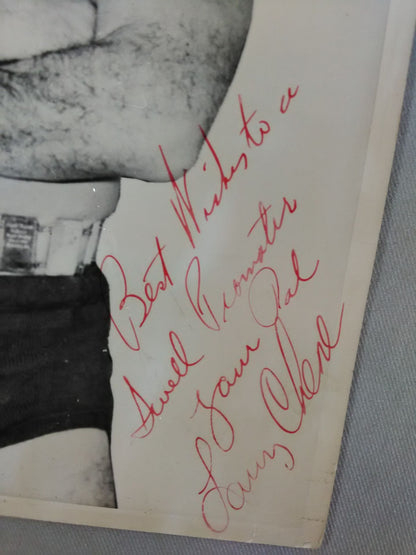 Best Wishes to a
Swell Promoter
Your Pal
Larry Chene